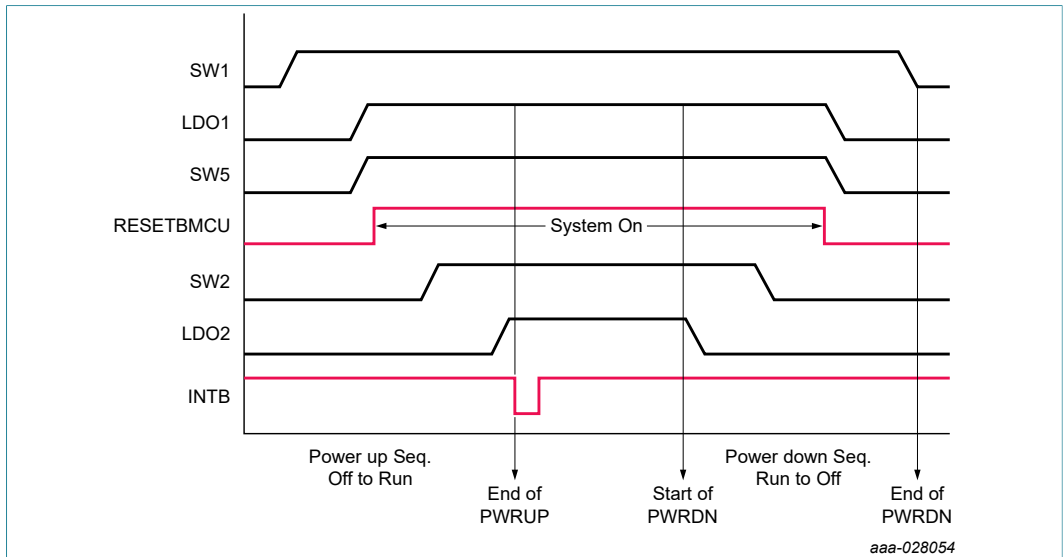 SW1
LDO1
SW5
RESETBMCU
System On
SW2
LDO2
INTB
Power up Seq.
Off to Run
End of
PWRUP
Start of
PWRDN
Power down Seq.
Run to Off
End of
PWRDN
aaa-028054